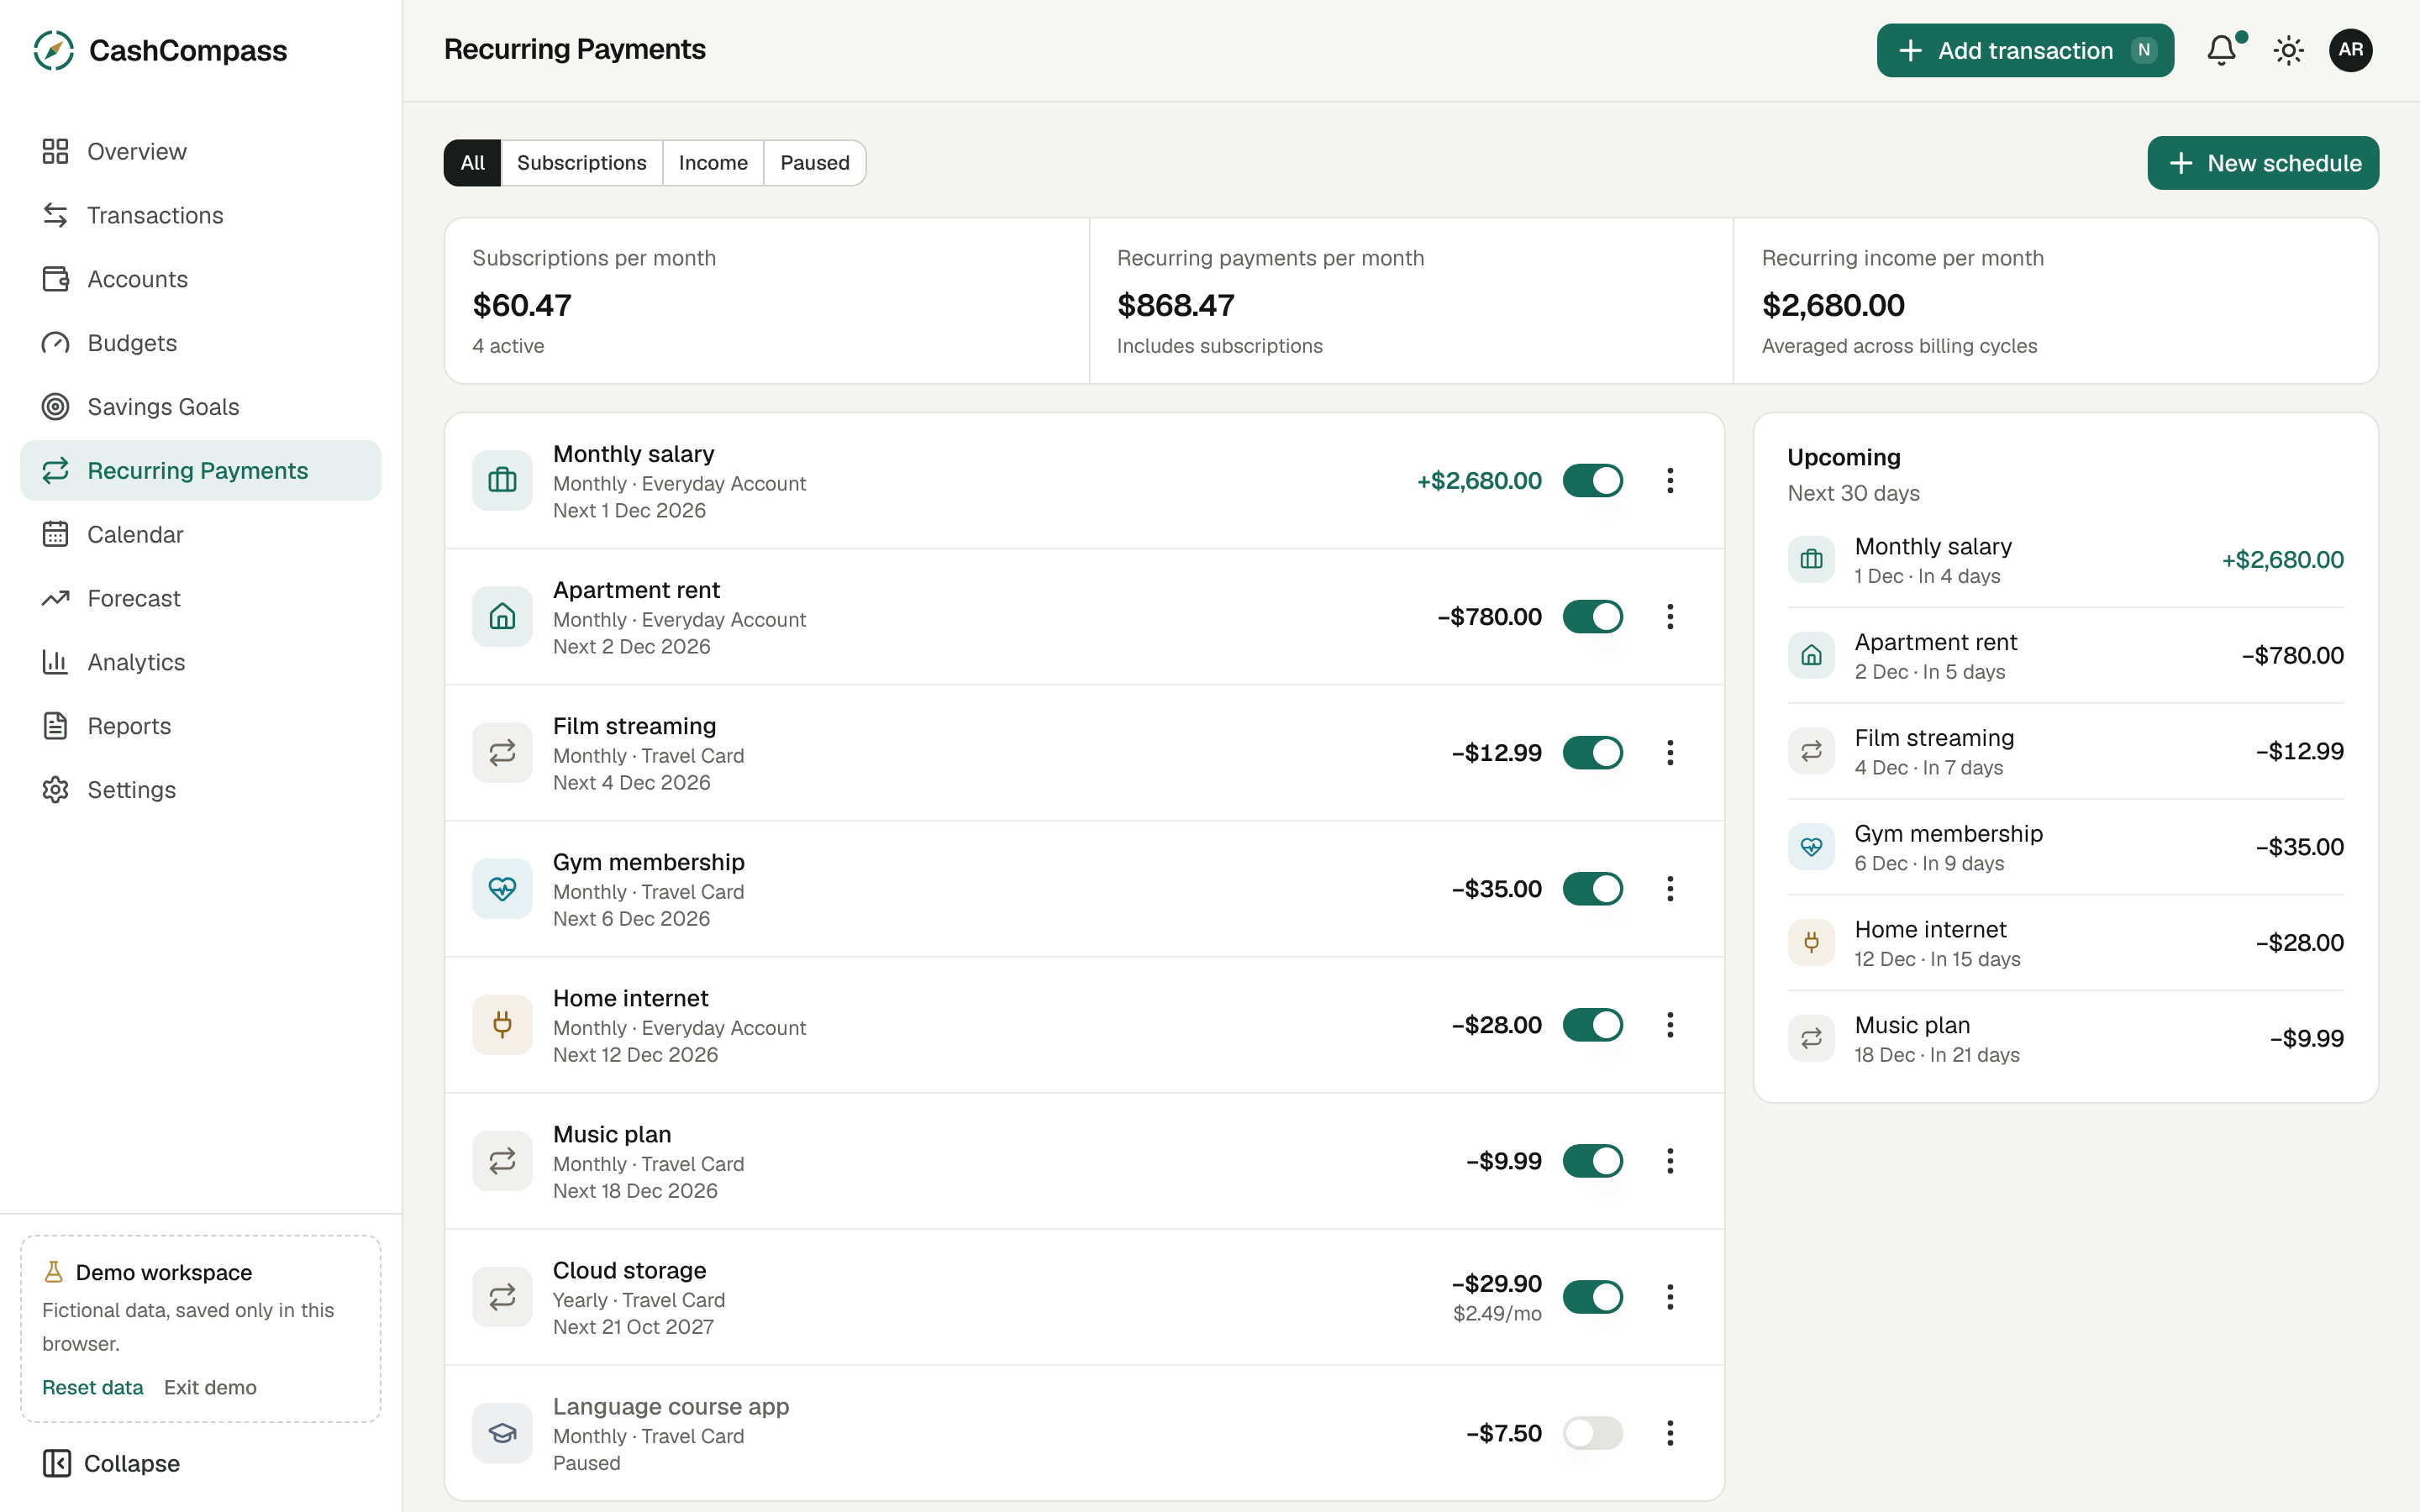 CashCompass
Overview
Transactions
Accounts
Budgets
Savings Goals
Recurring Payments
Calendar
Forecast
Analytics
Reports
Settings
Demo workspace
Fictional data, saved only in this
browser.
Reset data Exit demo
Collapse
Recurring Payments
Add transaction N
AR
All Subscriptions Income Paused
New schedule
Subscriptions per month
$60.47
4 active
Recurring payments per month
$868.47
Includes subscriptions
Recurring income per month
$2,680.00
Averaged across billing cycles
Monthly salary
Monthly · Everyday Account
Next 1 Dec 2026
+$2,680.00
Apartment rent
Monthly · Everyday Account
Next 2 Dec 2026
−$780.00
Film streaming
Monthly · Travel Card
Next 4 Dec 2026
−$12.99
Gym membership
Monthly · Travel Card
Next 6 Dec 2026
−$35.00
Home internet
Monthly · Everyday Account
Next 12 Dec 2026
−$28.00
Music plan
Monthly · Travel Card
Next 18 Dec 2026
−$9.99
Cloud storage
Yearly · Travel Card
Next 21 Oct 2027
−$29.90
$2.49/mo
Language course app
Monthly · Travel Card
Paused
−$7.50
Upcoming
Next 30 days
Monthly salary
1 Dec · In 4 days
+$2,680.00
Apartment rent
2 Dec · In 5 days
−$780.00
Film streaming
4 Dec · In 7 days
−$12.99
Gym membership
6 Dec · In 9 days
−$35.00
Home internet
12 Dec · In 15 days
−$28.00
Music plan
18 Dec · In 21 days
−$9.99